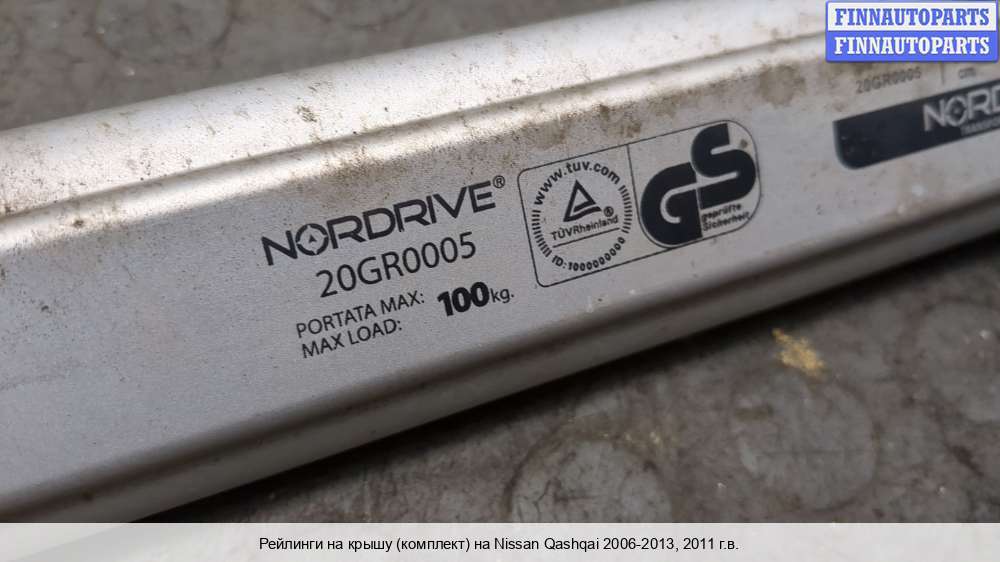 FINNAUTOPARTS
FINNAUTOPARTS
20GR0005
cm
NORD
NORDRIVE®
20GR0005
PORTATA MAX: 100kg.
MAX LOAD:
www.tuv.com
TÜVRheinland®
ID: 1000000000
GS
geprüfte
Sicherheit
Рейлинги на крышу (комплект) на Nissan Qashqai 2006-2013, 2011 г.в.